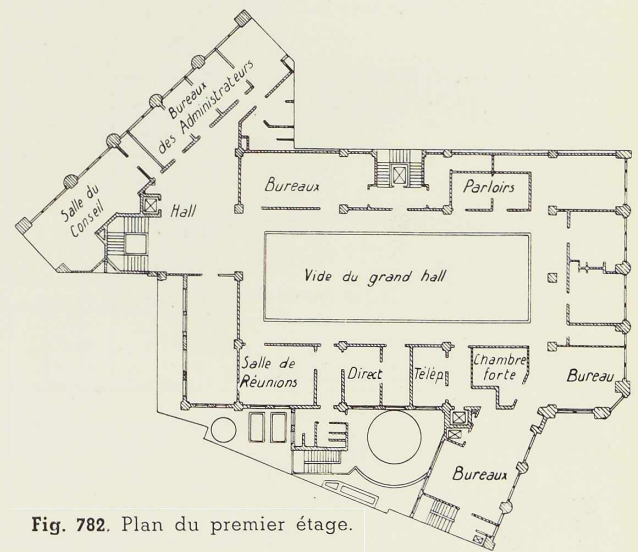 Bureaux
des Administrateurs
Salle du
Conseil
Hall
Bureaux
Parloirs
Vide du grand hall
Salle de
Réunions
Direct
Télép
Chambre
forte
Bureau
Bureaux
Fig. 782. Plan du premier étage.